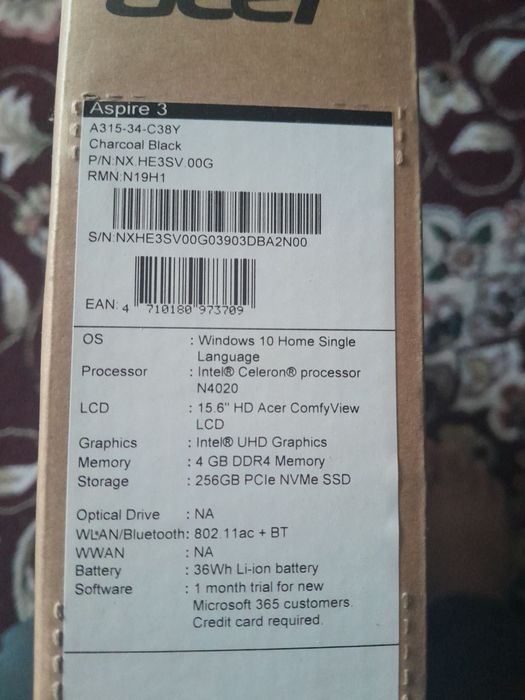 acer
Aspire 3
A315-34-C38Y
Charcoal Black
P/N:NX.HE3SV.00G
RMN:N19H1
S/N:NXHE3SV00G03903DBA2N00
EAN: 4 710180 973709
OS : Windows 10 Home Single
Language
Processor : Intel® Celeron® processor
N4020
LCD : 15.6" HD Acer ComfyView
LCD
Graphics : Intel® UHD Graphics
Memory : 4 GB DDR4 Memory
Storage : 256GB PCIe NVMe SSD
Optical Drive : NA
WLAN/Bluetooth: 802.11ac + BT
WWAN : NA
Battery : 36Wh Li-ion battery
Software : 1 month trial for new
Microsoft 365 customers.
Credit card required.